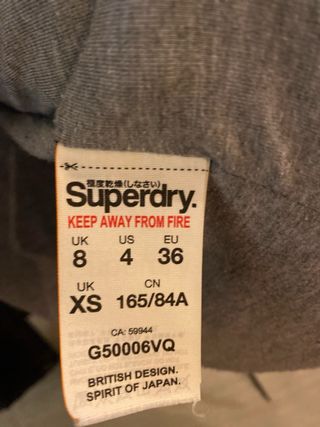 極度乾燥(しなさい)
Superdry.
KEEP AWAY FROM FIRE
UK US EU
8 4 36
UK CN
XS 165/84A
CA: 59944
G50006VQ
BRITISH DESIGN.
SPIRIT OF JAPAN.